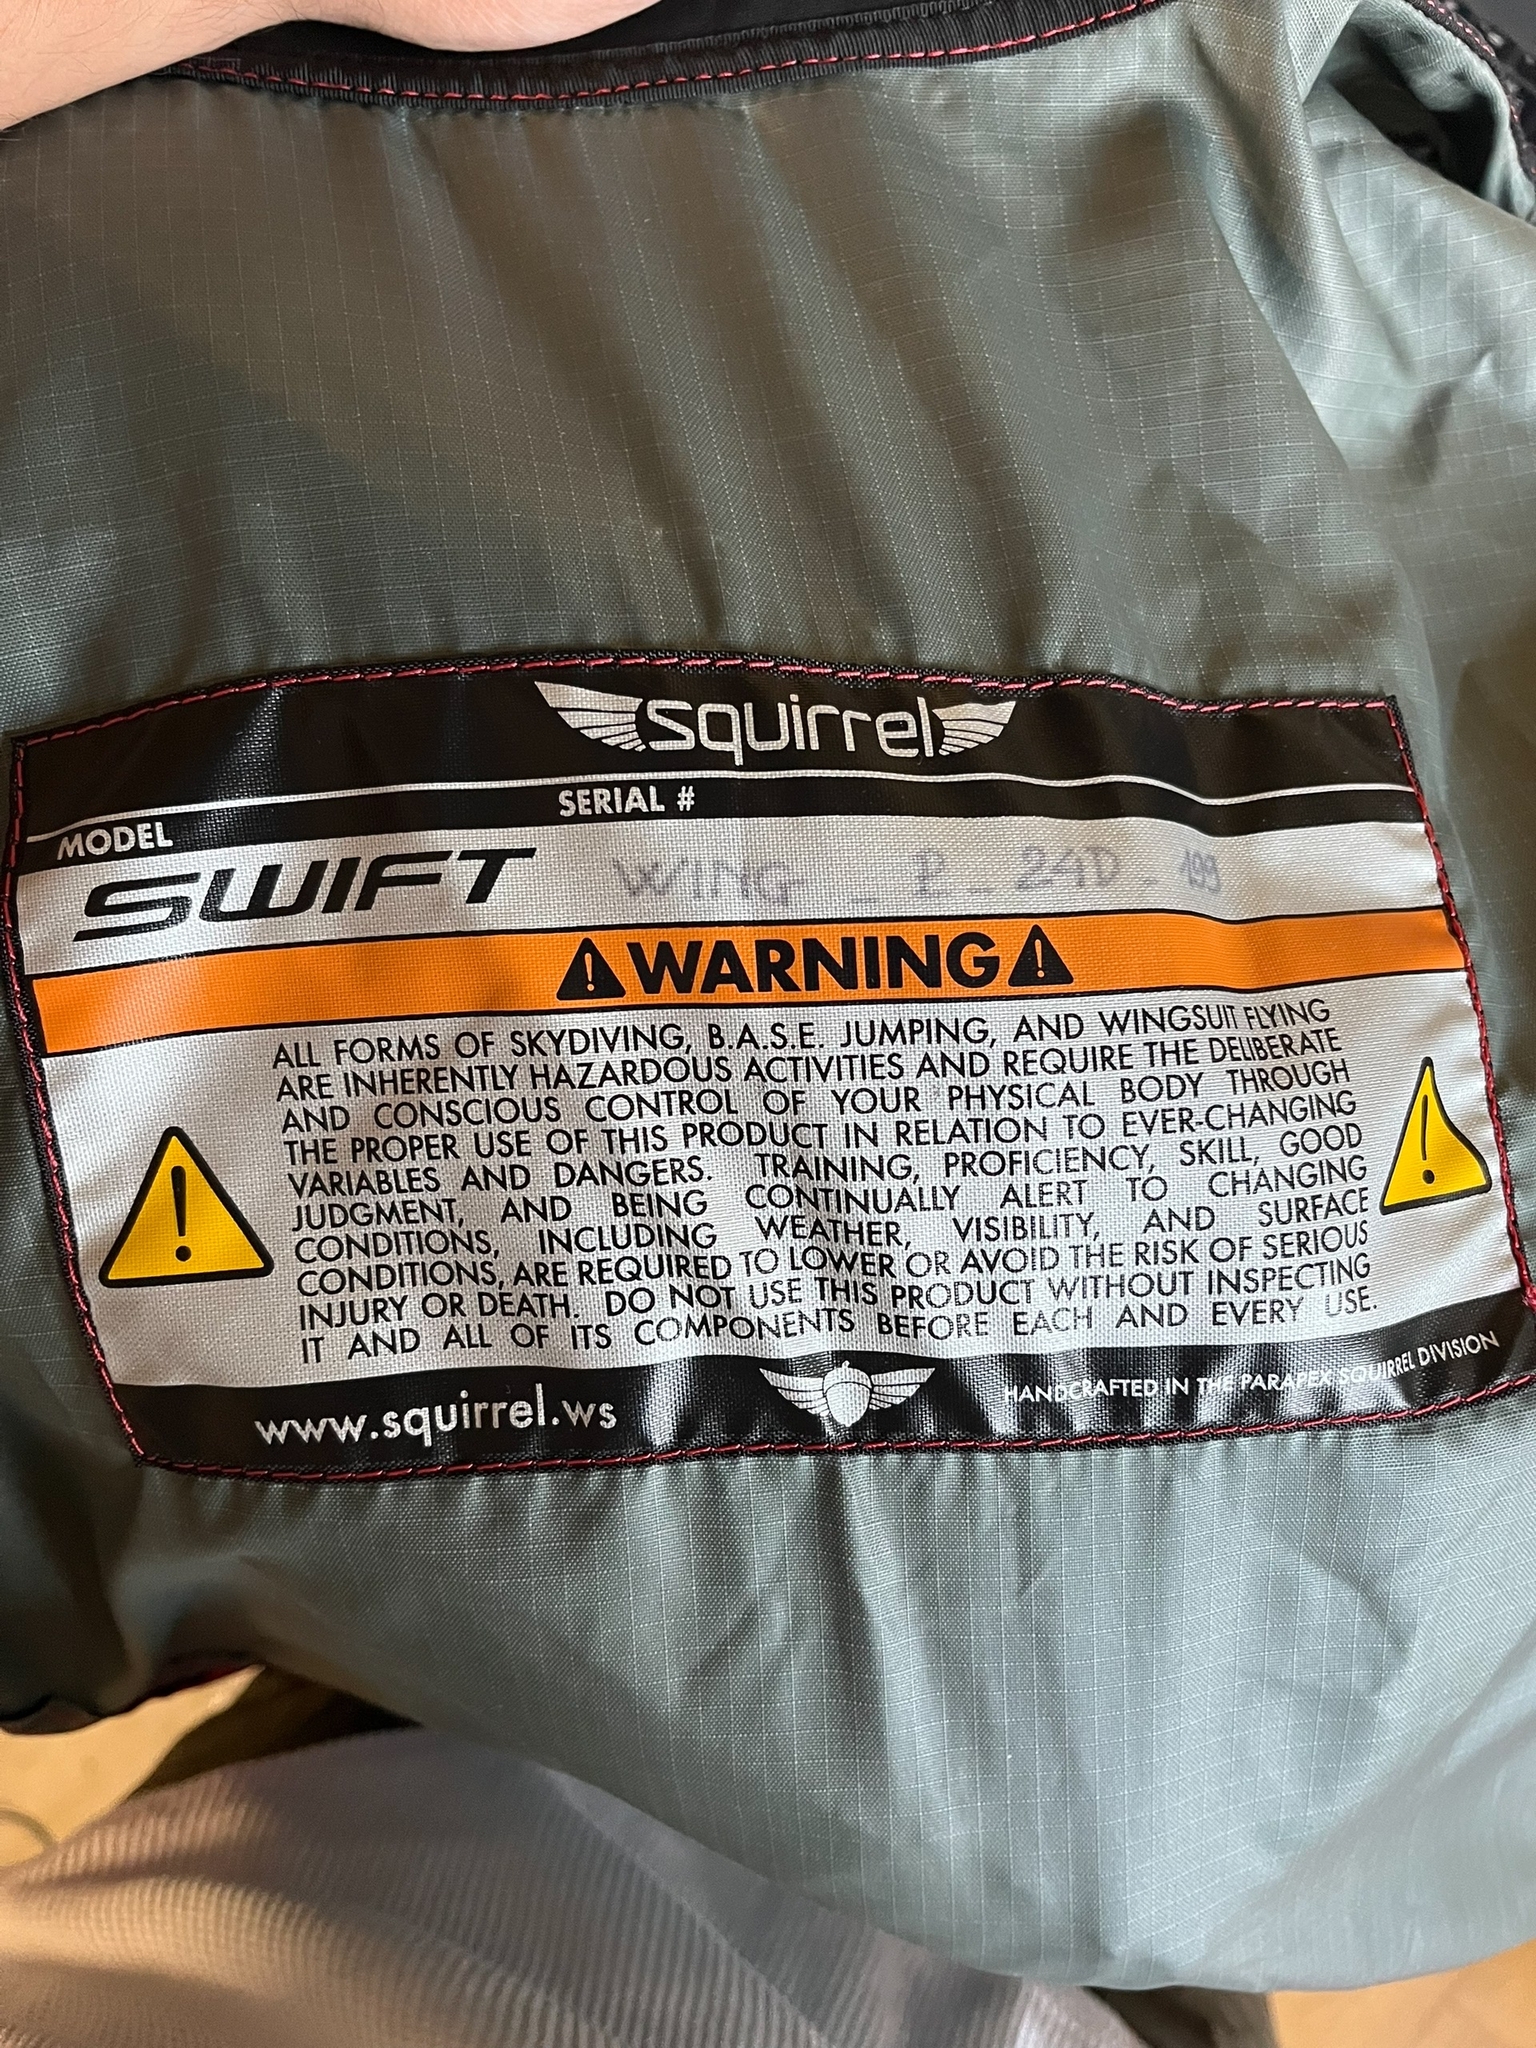 squirrel
MODEL SERIAL #
SWIFT WING _ P_ 24D _ 199
WARNING
ALL FORMS OF SKYDIVING, B.A.S.E. JUMPING, AND WINGSUIT FLYING
ARE INHERENTLY HAZARDOUS ACTIVITIES AND REQUIRE THE DELIBERATE
AND CONSCIOUS CONTROL OF YOUR PHYSICAL BODY THROUGH
THE PROPER USE OF THIS PRODUCT IN RELATION TO EVER-CHANGING
VARIABLES AND DANGERS. TRAINING, PROFICIENCY, SKILL, GOOD
JUDGMENT, AND BEING CONTINUALLY ALERT TO CHANGING
CONDITIONS, INCLUDING WEATHER, VISIBILITY, AND SURFACE
CONDITIONS, ARE REQUIRED TO LOWER OR AVOID THE RISK OF SERIOUS
INJURY OR DEATH. DO NOT USE THIS PRODUCT WITHOUT INSPECTING
IT AND ALL OF ITS COMPONENTS BEFORE EACH AND EVERY USE.
www.squirrel.ws HANDCRAFTED IN THE PARAPEX SQUIRREL DIVISION